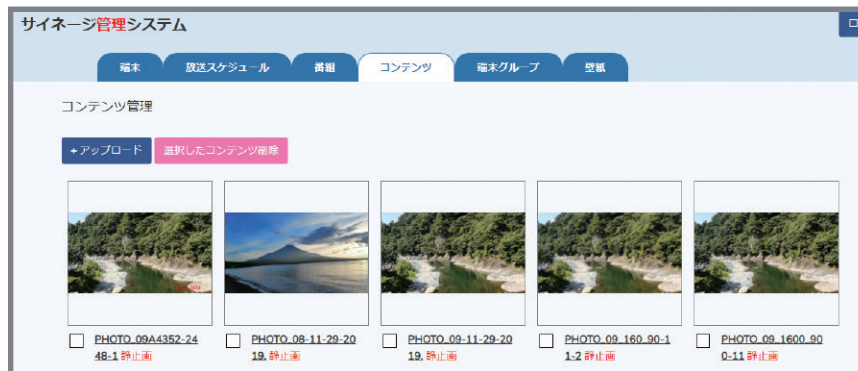 サイネージ管理システム
ロ
端末 放送スケジュール 番組 コンテンツ 端末グループ 壁紙
コンテンツ管理
+アップロード 選択したコンテンツ削除
PHOTO_09A4352-24 PHOTO_08-11-29-20 PHOTO_09-11-29-20 PHOTO_09_160_90-1 PHOTO_09_1600_90
48-1 静止画 19. 静止画 19. 静止画 1-2 静止画 0-11 静止画